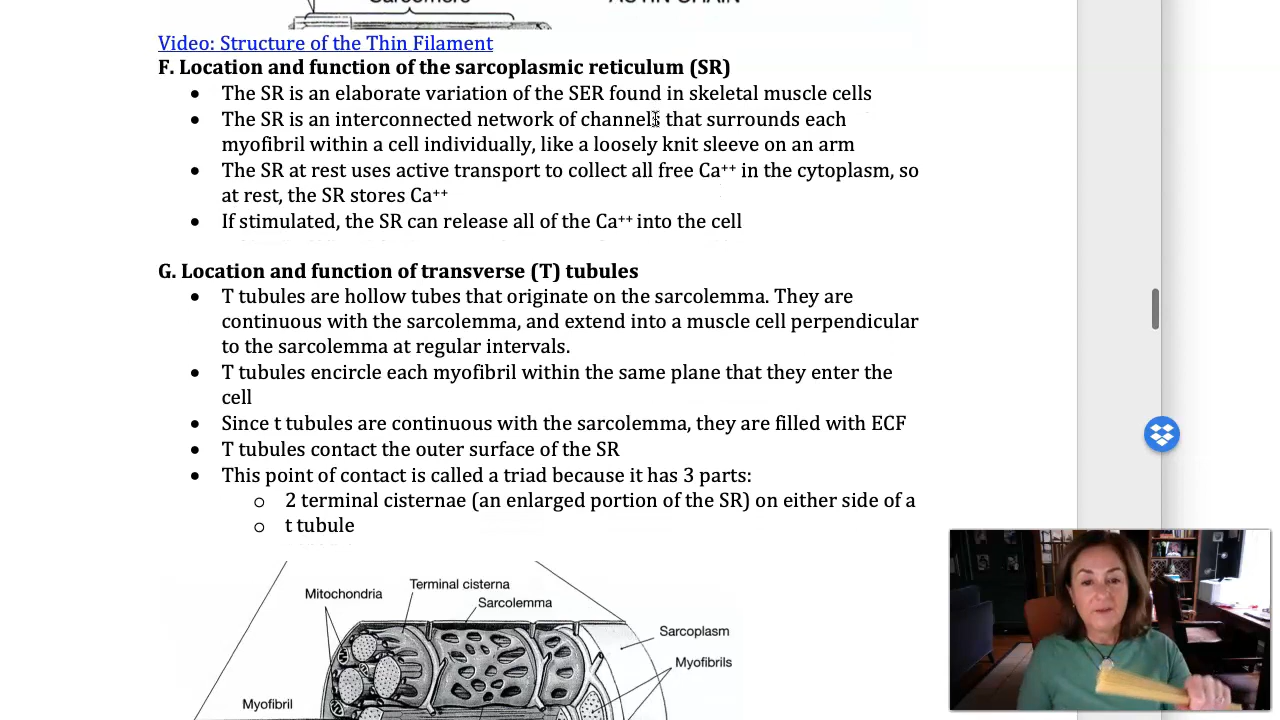 Video: Structure of the Thin Filament
F. Location and function of the sarcoplasmic reticulum (SR)
• The SR is an elaborate variation of the SER found in skeletal muscle cells
• The SR is an interconnected network of channels that surrounds each
myofibril within a cell individually, like a loosely knit sleeve on an arm
• The SR at rest uses active transport to collect all free Ca⁺⁺ in the cytoplasm, so
at rest, the SR stores Ca⁺⁺
• If stimulated, the SR can release all of the Ca⁺⁺ into the cell
G. Location and function of transverse (T) tubules
• T tubules are hollow tubes that originate on the sarcolemma. They are
continuous with the sarcolemma, and extend into a muscle cell perpendicular
to the sarcolemma at regular intervals.
• T tubules encircle each myofibril within the same plane that they enter the
cell
• Since t tubules are continuous with the sarcolemma, they are filled with ECF
• T tubules contact the outer surface of the SR
• This point of contact is called a triad because it has 3 parts:
o 2 terminal cisternae (an enlarged portion of the SR) on either side of a
o t tubule
Terminal cisterna
Mitochondria
Sarcolemma
Sarcoplasm
Myofibrils
Myofibril